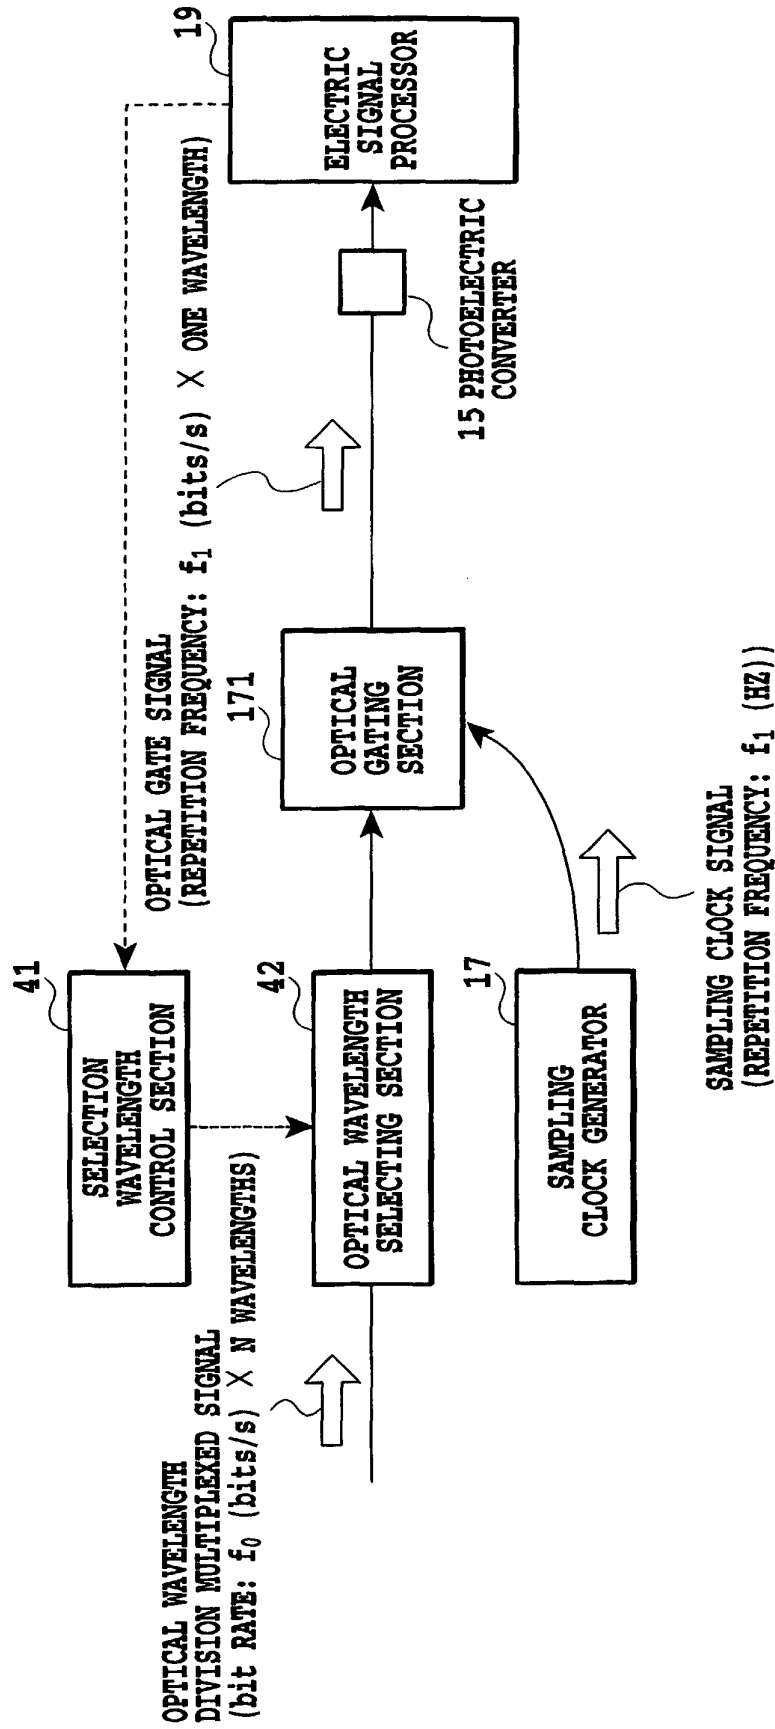 OPTICAL WAVELENGTH
DIVISION MULTIPLEXED SIGNAL
(bit RATE: f0 (bits/s) × N WAVELENGTHS)
41
SELECTION
WAVELENGTH
CONTROL SECTION
42
OPTICAL WAVELENGTH
SELECTING SECTION
17
SAMPLING
CLOCK GENERATOR
SAMPLING CLOCK SIGNAL
(REPETITION FREQUENCY: f1 (HZ))
OPTICAL GATE SIGNAL
(REPETITION FREQUENCY: f1 (bits/s) × ONE WAVELENGTH)
171
OPTICAL
GATING
SECTION
15 PHOTOELECTRIC
CONVERTER
19
ELECTRIC
SIGNAL
PROCESSOR